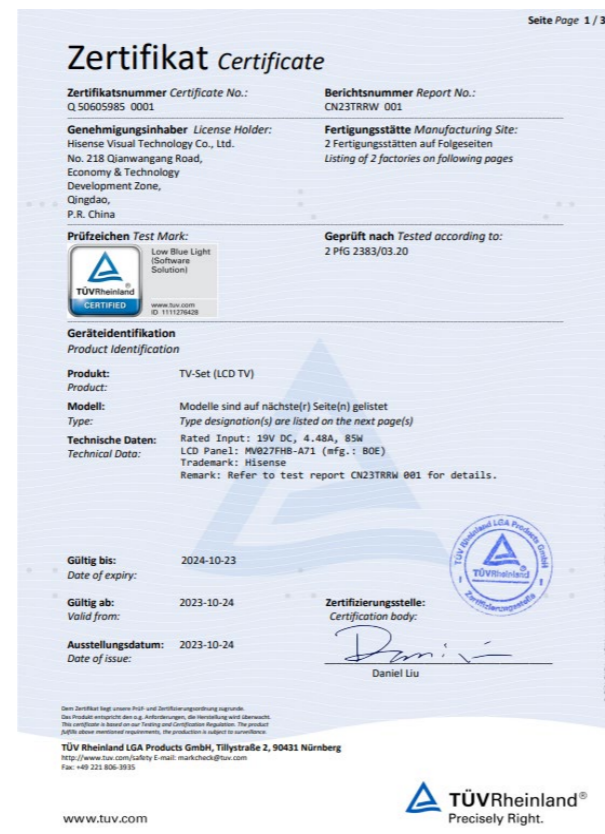 Seite Page 1 / 3
Zertifikat Certificate
Zertifikatsnummer Certificate No.:
Q 50605985 0001
Berichtsnummer Report No.:
CN23TRRW 001
Genehmigungsinhaber License Holder:
Hisense Visual Technology Co., Ltd.
No. 218 Qianwangang Road,
Economy & Technology
Development Zone,
Qingdao,
P.R. China
Fertigungsstätte Manufacturing Site:
2 Fertigungsstätten auf Folgeseiten
Listing of 2 factories on following pages
Prüfzeichen Test Mark:
TÜVRheinland®
CERTIFIED
Low Blue Light
(Software
Solution)
www.tuv.com
ID 1111276428
Geprüft nach Tested according to:
2 PfG 2383/03.20
Geräteidentifikation
Product Identification
Produkt: TV-Set (LCD TV)
Product:
Modell: Modelle sind auf nächste(r) Seite(n) gelistet
Type: Type designation(s) are listed on the next page(s)
Technische Daten: Rated Input: 19V DC, 4.48A, 85W
Technical Data: LCD Panel: MV027FHB-A71 (mfg.: BOE)
Trademark: Hisense
Remark: Refer to test report CN23TRRW 001 for details.
Gültig bis: 2024-10-23
Date of expiry:
Gültig ab: 2023-10-24
Valid from:
Ausstellungsdatum: 2023-10-24
Date of issue:
TÜV Rheinland LGA Products GmbH
TÜVRheinland®
Zertifizierungsstelle
Zertifizierungsstelle:
Certification body:
Daniel Liu
Dem Zertifikat liegt unsere Prüf- und Zertifizierungsordnung zugrunde.
Das Produkt entspricht den o.g. Anforderungen, die Herstellung wird überwacht.
This certificate is based on our Testing and Certification Regulation. The product
fulfils above mentioned requirements, the production is subject to surveillance.
TÜV Rheinland LGA Products GmbH, Tillystraße 2, 90431 Nürnberg
http://www.tuv.com/safety E-mail: markcheck@tuv.com
Fax: +49 221 806-3935
www.tuv.com
TÜVRheinland®
Precisely Right.